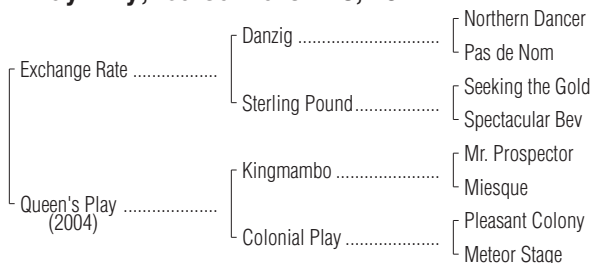 Northern Dancer
Danzig ................................
Pas de Nom
Exchange Rate ...................
Seeking the Gold
Sterling Pound...................
Spectacular Bev
Mr. Prospector
Kingmambo .......................
Miesque
Queen's Play .....................
(2004)
Pleasant Colony
Colonial Play .....................
Meteor Stage